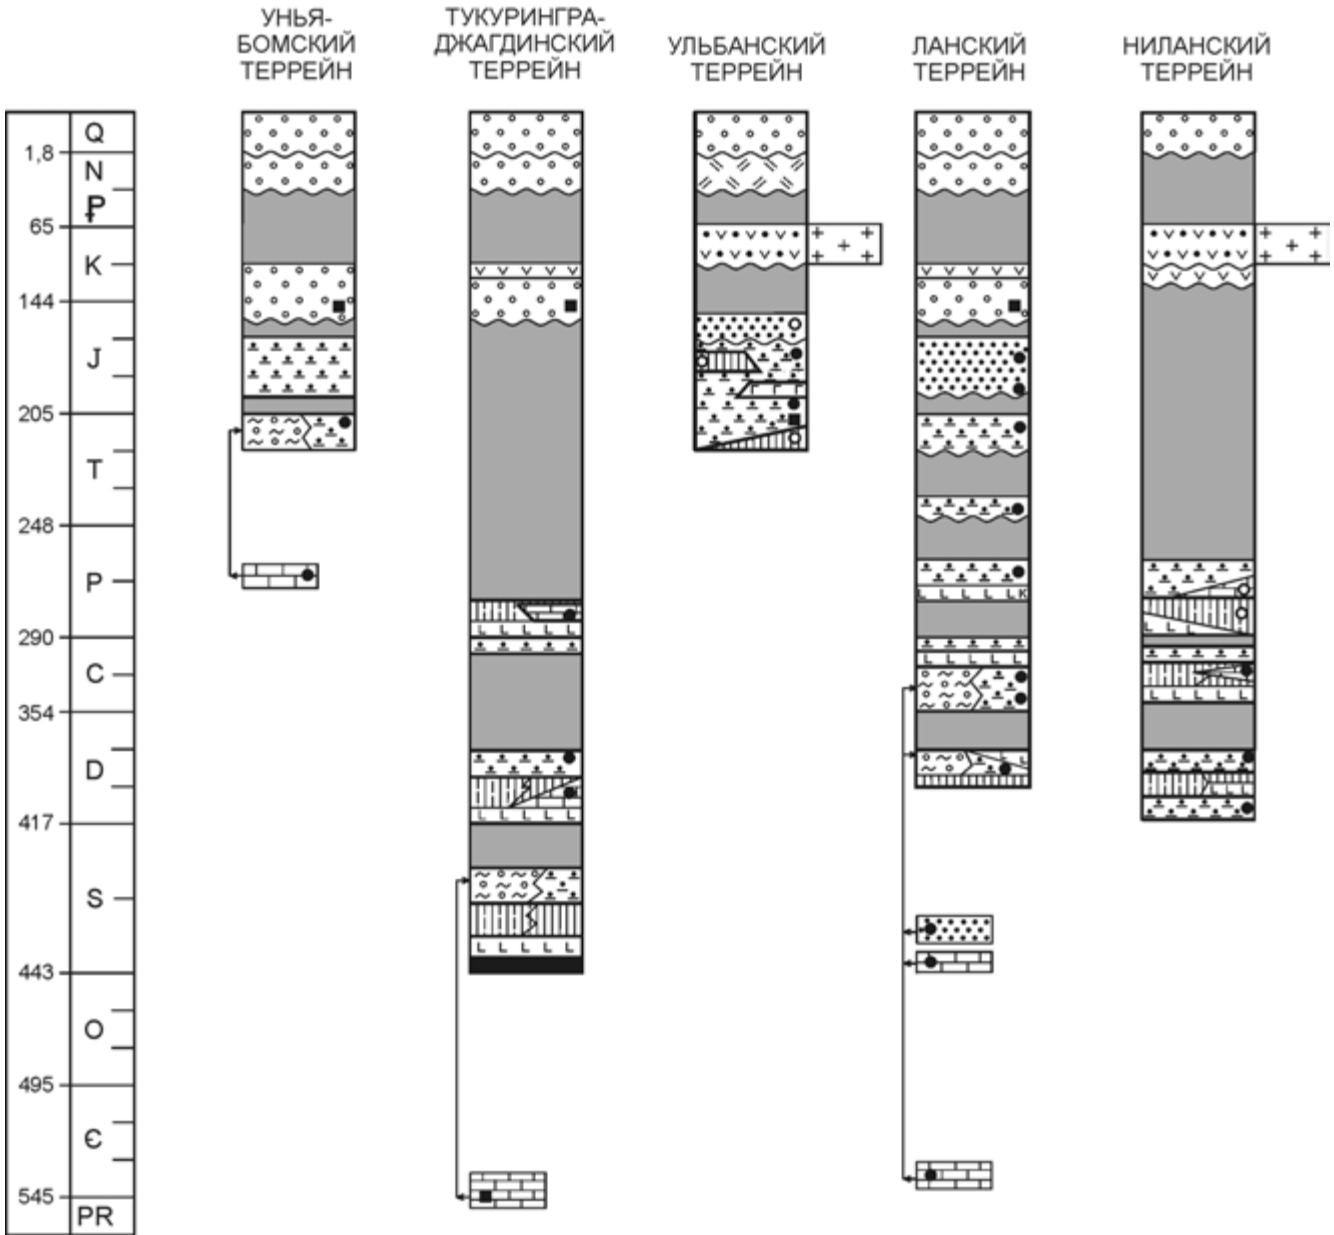 УНЬЯ-
БОМСКИЙ
ТЕРРЕЙН
ТУКУРИНГРА-
ДЖАГДИНСКИЙ
ТЕРРЕЙН
УЛЬБАНСКИЙ
ТЕРРЕЙН
ЛАНСКИЙ
ТЕРРЕЙН
НИЛАНСКИЙ
ТЕРРЕЙН
Q
1,8
N
Ꝑ
65
K
144
J
205
T
248
P
290
C
354
D
417
S
443
O
495
Є
545
PR